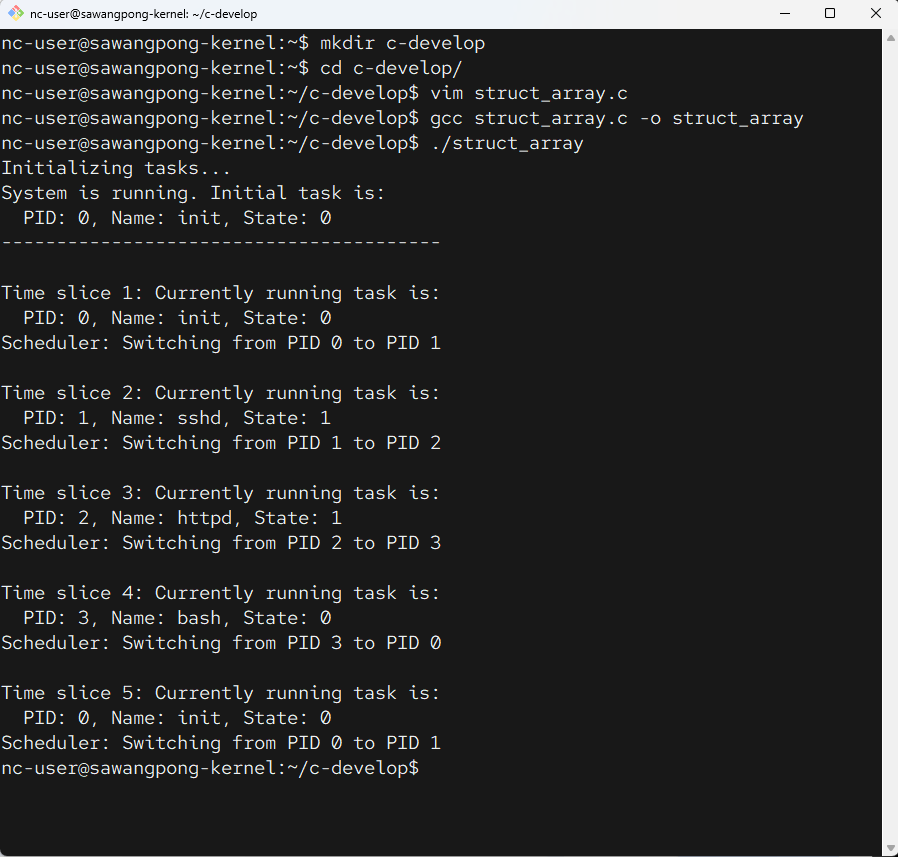 nc-user@sawangpong-kernel: ~/c-develop
nc-user@sawangpong-kernel:~$ mkdir c-develop
nc-user@sawangpong-kernel:~$ cd c-develop/
nc-user@sawangpong-kernel:~/c-develop$ vim struct_array.c
nc-user@sawangpong-kernel:~/c-develop$ gcc struct_array.c -o struct_array
nc-user@sawangpong-kernel:~/c-develop$ ./struct_array
Initializing tasks...
System is running. Initial task is:
  PID: 0, Name: init, State: 0
----------------------------------------

Time slice 1: Currently running task is:
  PID: 0, Name: init, State: 0
Scheduler: Switching from PID 0 to PID 1

Time slice 2: Currently running task is:
  PID: 1, Name: sshd, State: 1
Scheduler: Switching from PID 1 to PID 2

Time slice 3: Currently running task is:
  PID: 2, Name: httpd, State: 1
Scheduler: Switching from PID 2 to PID 3

Time slice 4: Currently running task is:
  PID: 3, Name: bash, State: 0
Scheduler: Switching from PID 3 to PID 0

Time slice 5: Currently running task is:
  PID: 0, Name: init, State: 0
Scheduler: Switching from PID 0 to PID 1
nc-user@sawangpong-kernel:~/c-develop$